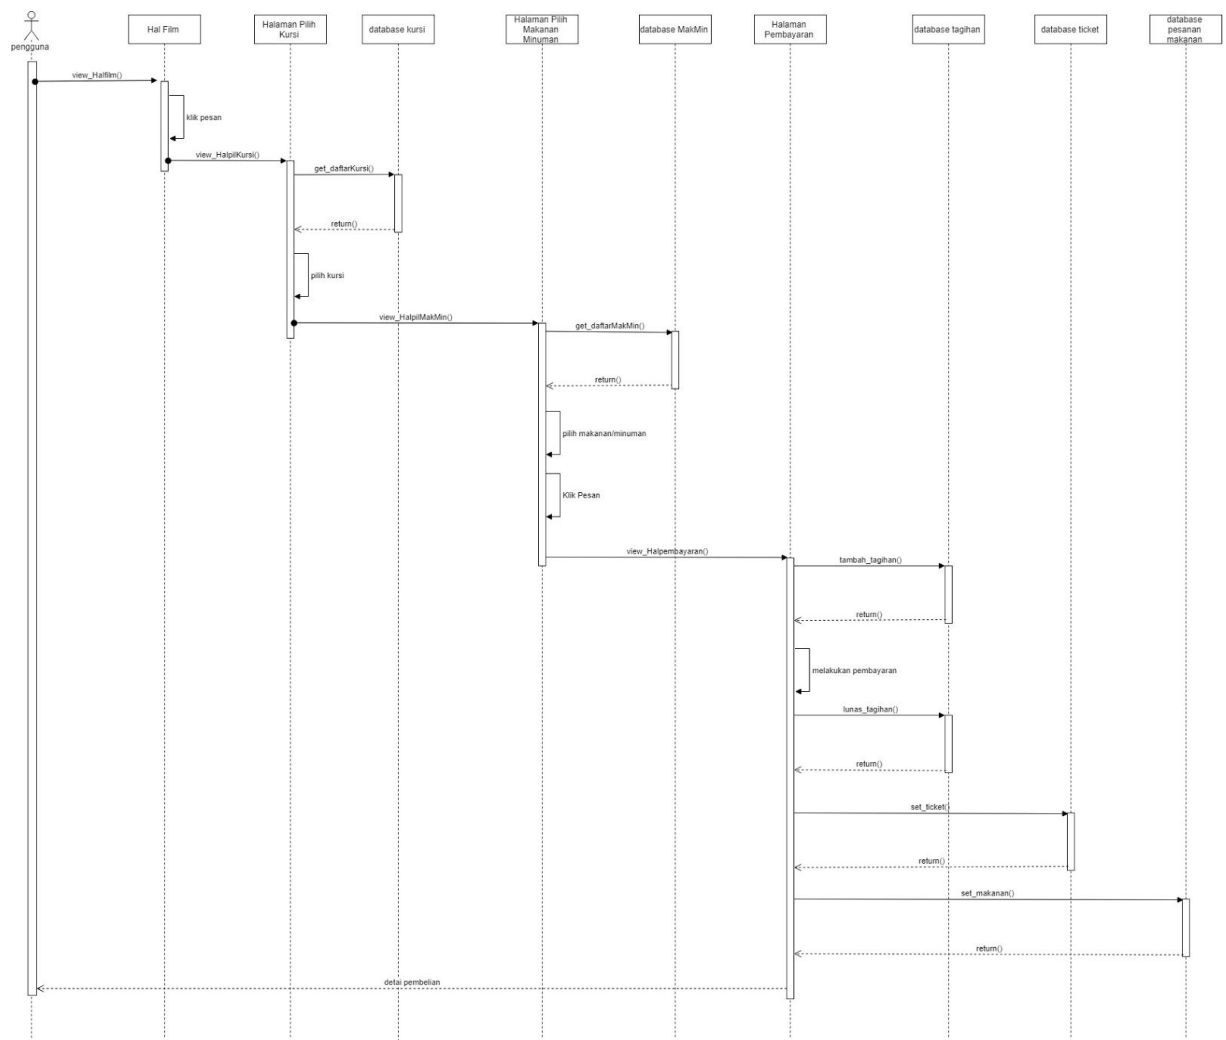 pengguna
Hal Film
Halaman Pilih
Kursi
database kursi
Halaman Pilih
Makanan
Minuman
database MakMin
Halaman
Pembayaran
database tagihan
database ticket
database
pesanan
makanan
view_Halfilm()
klik pesan
view_HalpilKursi()
get_daftarKursi()
return()
pilih kursi
view_HalpilMakMin()
get_daftarMakMin()
return()
pilih makanan/minuman
Klik Pesan
view_Halpembayaran()
tambah_tagihan()
return()
melakukan pembayaran
lunas_tagihan()
return()
set_ticket()
return()
set_makanan()
return()
detai pembelian